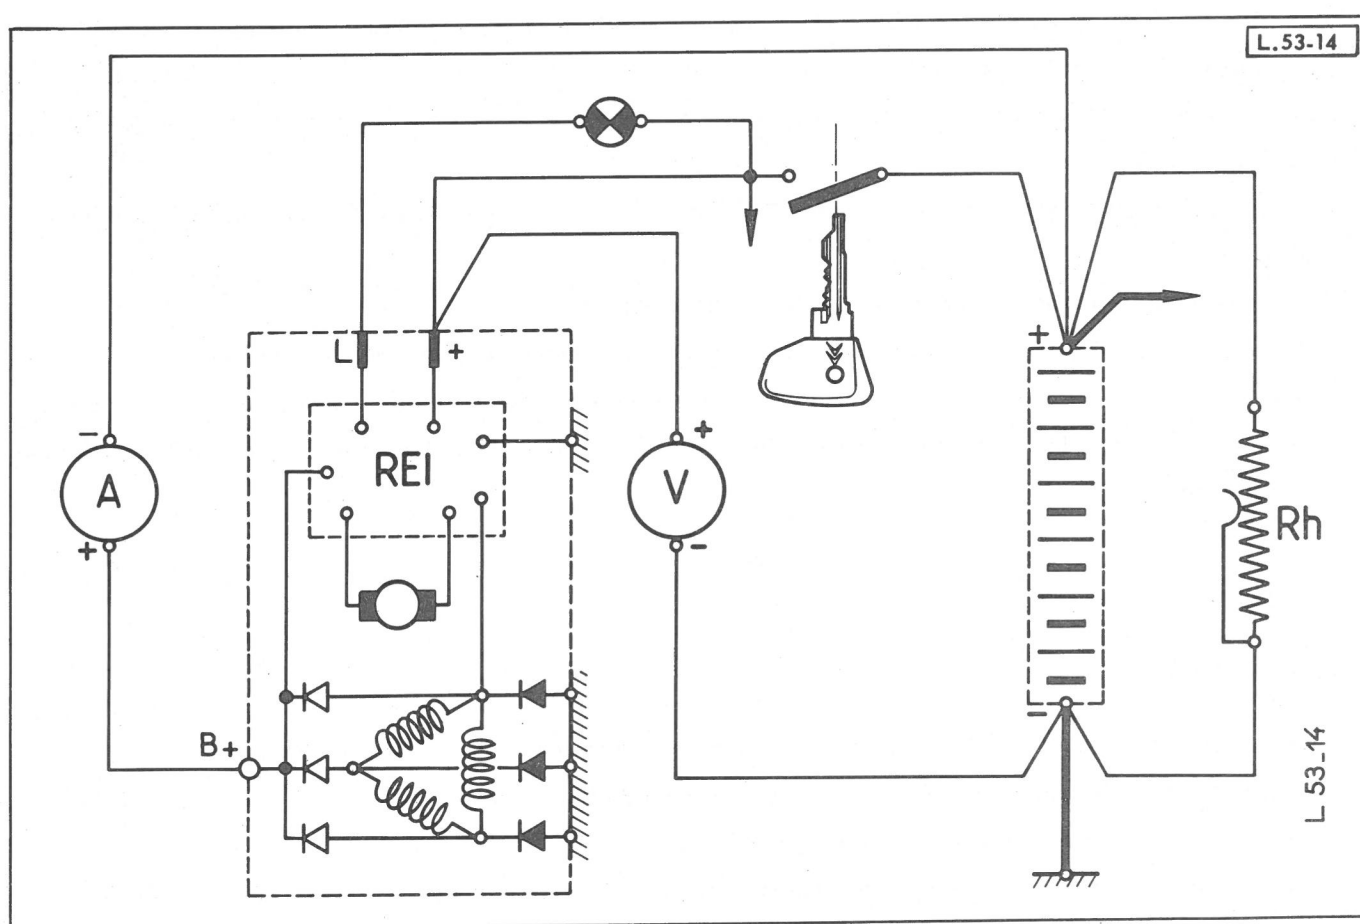 L.53-14
L
+
+
-
+
REI
A
V
+
-
Rh
B+
-
L 53_14